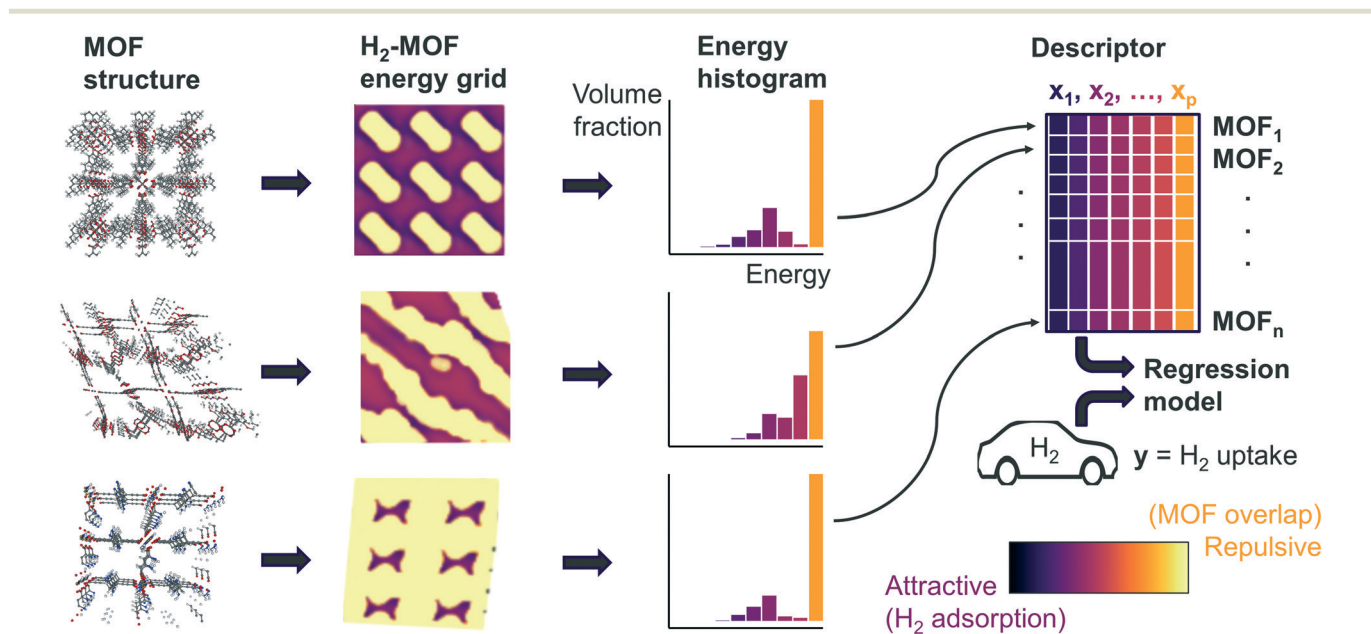 MOF
structure
H₂-MOF
energy grid
Energy
histogram
Descriptor
Volume
fraction
x₁, x₂, ..., xₚ
MOF₁
MOF₂
MOFₙ
Energy
Regression
model
H₂
y = H₂ uptake
(MOF overlap)
Repulsive
Attractive
(H₂ adsorption)